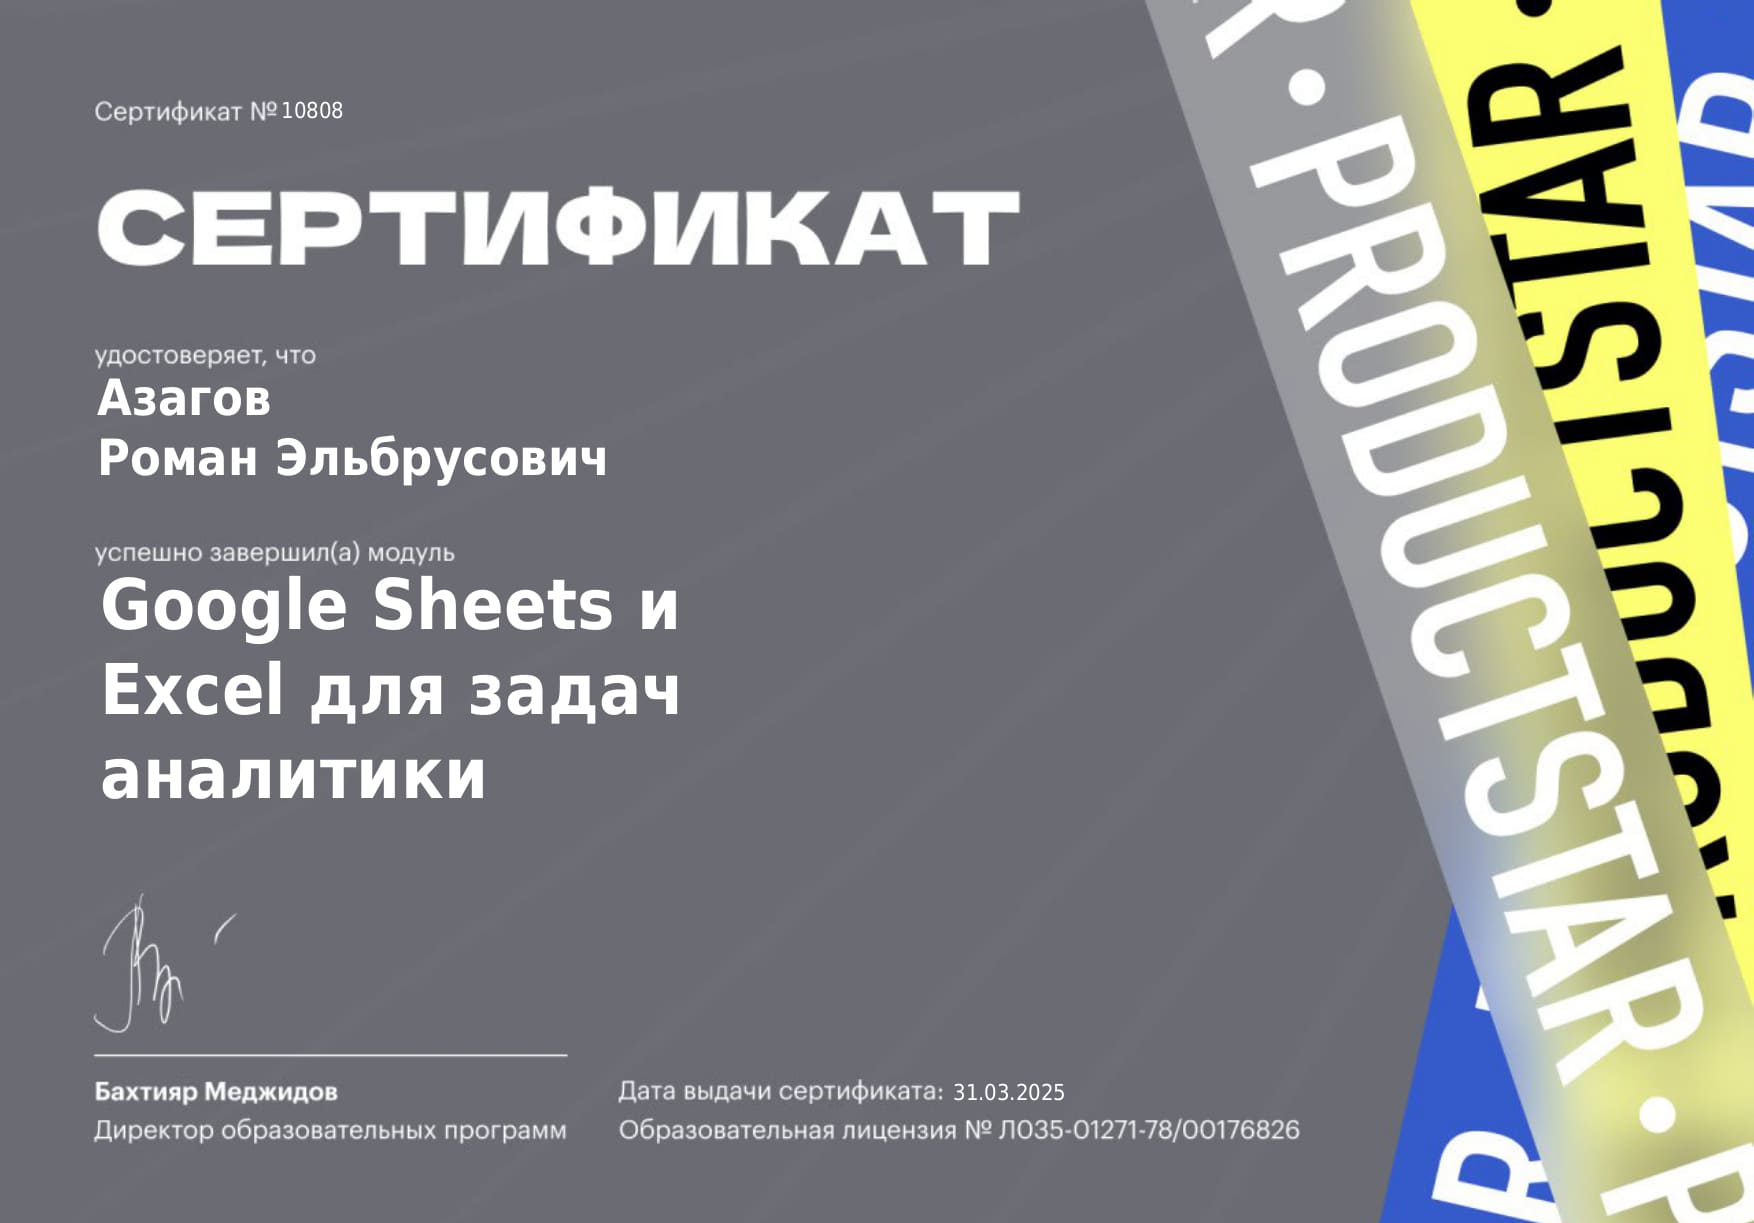 Сертификат № 10808
СЕРТИФИКАТ
удостоверяет, что
Азагов
Роман Эльбрусович
успешно завершил(а) модуль
Google Sheets и
Excel для задач
аналитики
Бахтияр Меджидов
Директор образовательных программ
Дата выдачи сертификата: 31.03.2025
Образовательная лицензия № Л035-01271-78/00176826
PRODUCTSTAR
PRODUCTSTAR